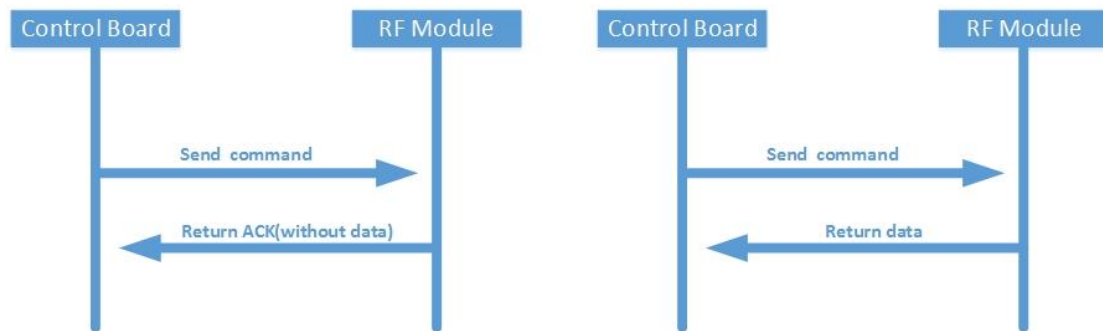 Control Board
RF Module
Send command
Return ACK(without data)
Control Board
RF Module
Send command
Return data